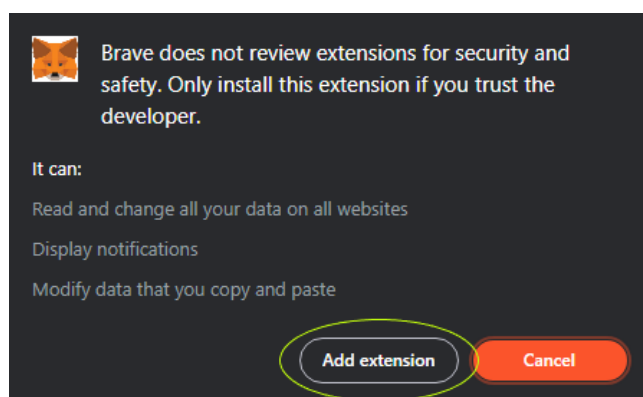 Brave does not review extensions for security and
safety. Only install this extension if you trust the
developer.
It can:
Read and change all your data on all websites
Display notifications
Modify data that you copy and paste
Add extension
Cancel